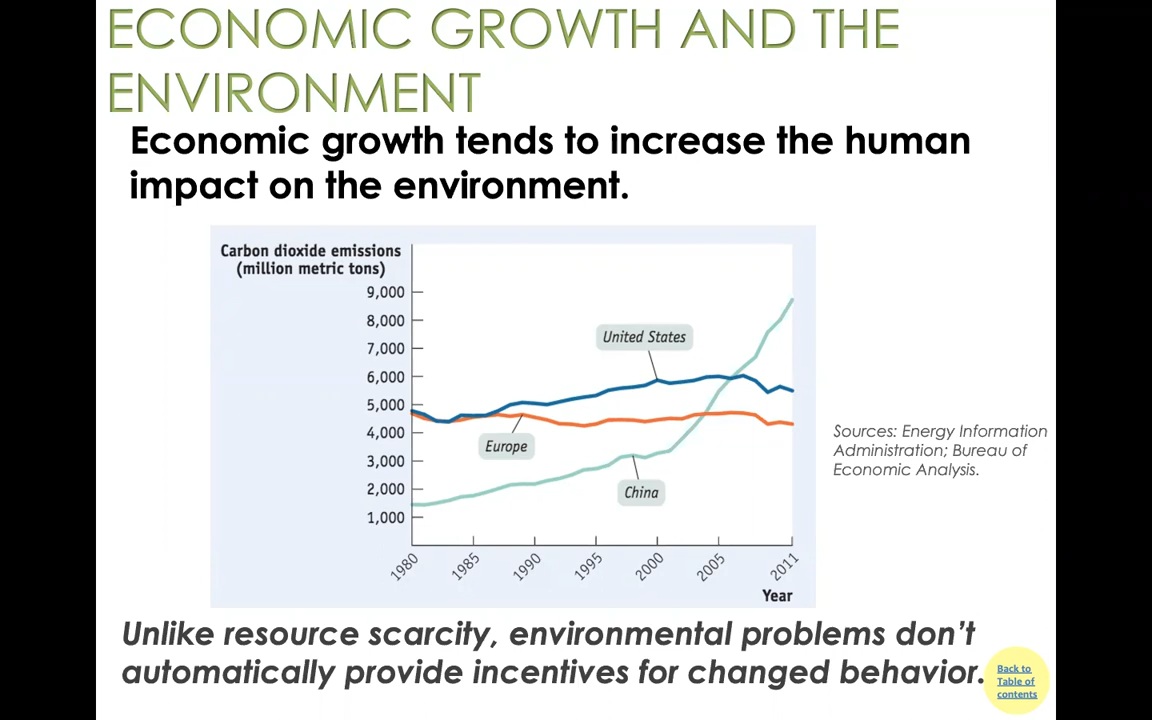 ECONOMIC GROWTH AND THE
ENVIRONMENT
Economic growth tends to increase the human
impact on the environment.
Carbon dioxide emissions
(million metric tons)
9,000
8,000
7,000
6,000
5,000
4,000
3,000
2,000
1,000
United States
Europe
China
1980
1985
1990
1995
2000
2005
2011
Year
Sources: Energy Information
Administration; Bureau of
Economic Analysis.
Unlike resource scarcity, environmental problems don’t
automatically provide incentives for changed behavior.
Back to
Table of
contents